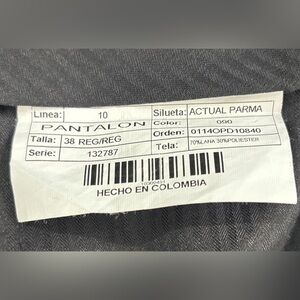 Linea: 10 Silueta: ACTUAL PARMA
PANTALON Color: 090
Talla: 38 REG/REG Orden: 0114OPD10840
Serie: 132787 Tela: 70%LANA 30%POLIESTER
HECHO EN COLOMBIA